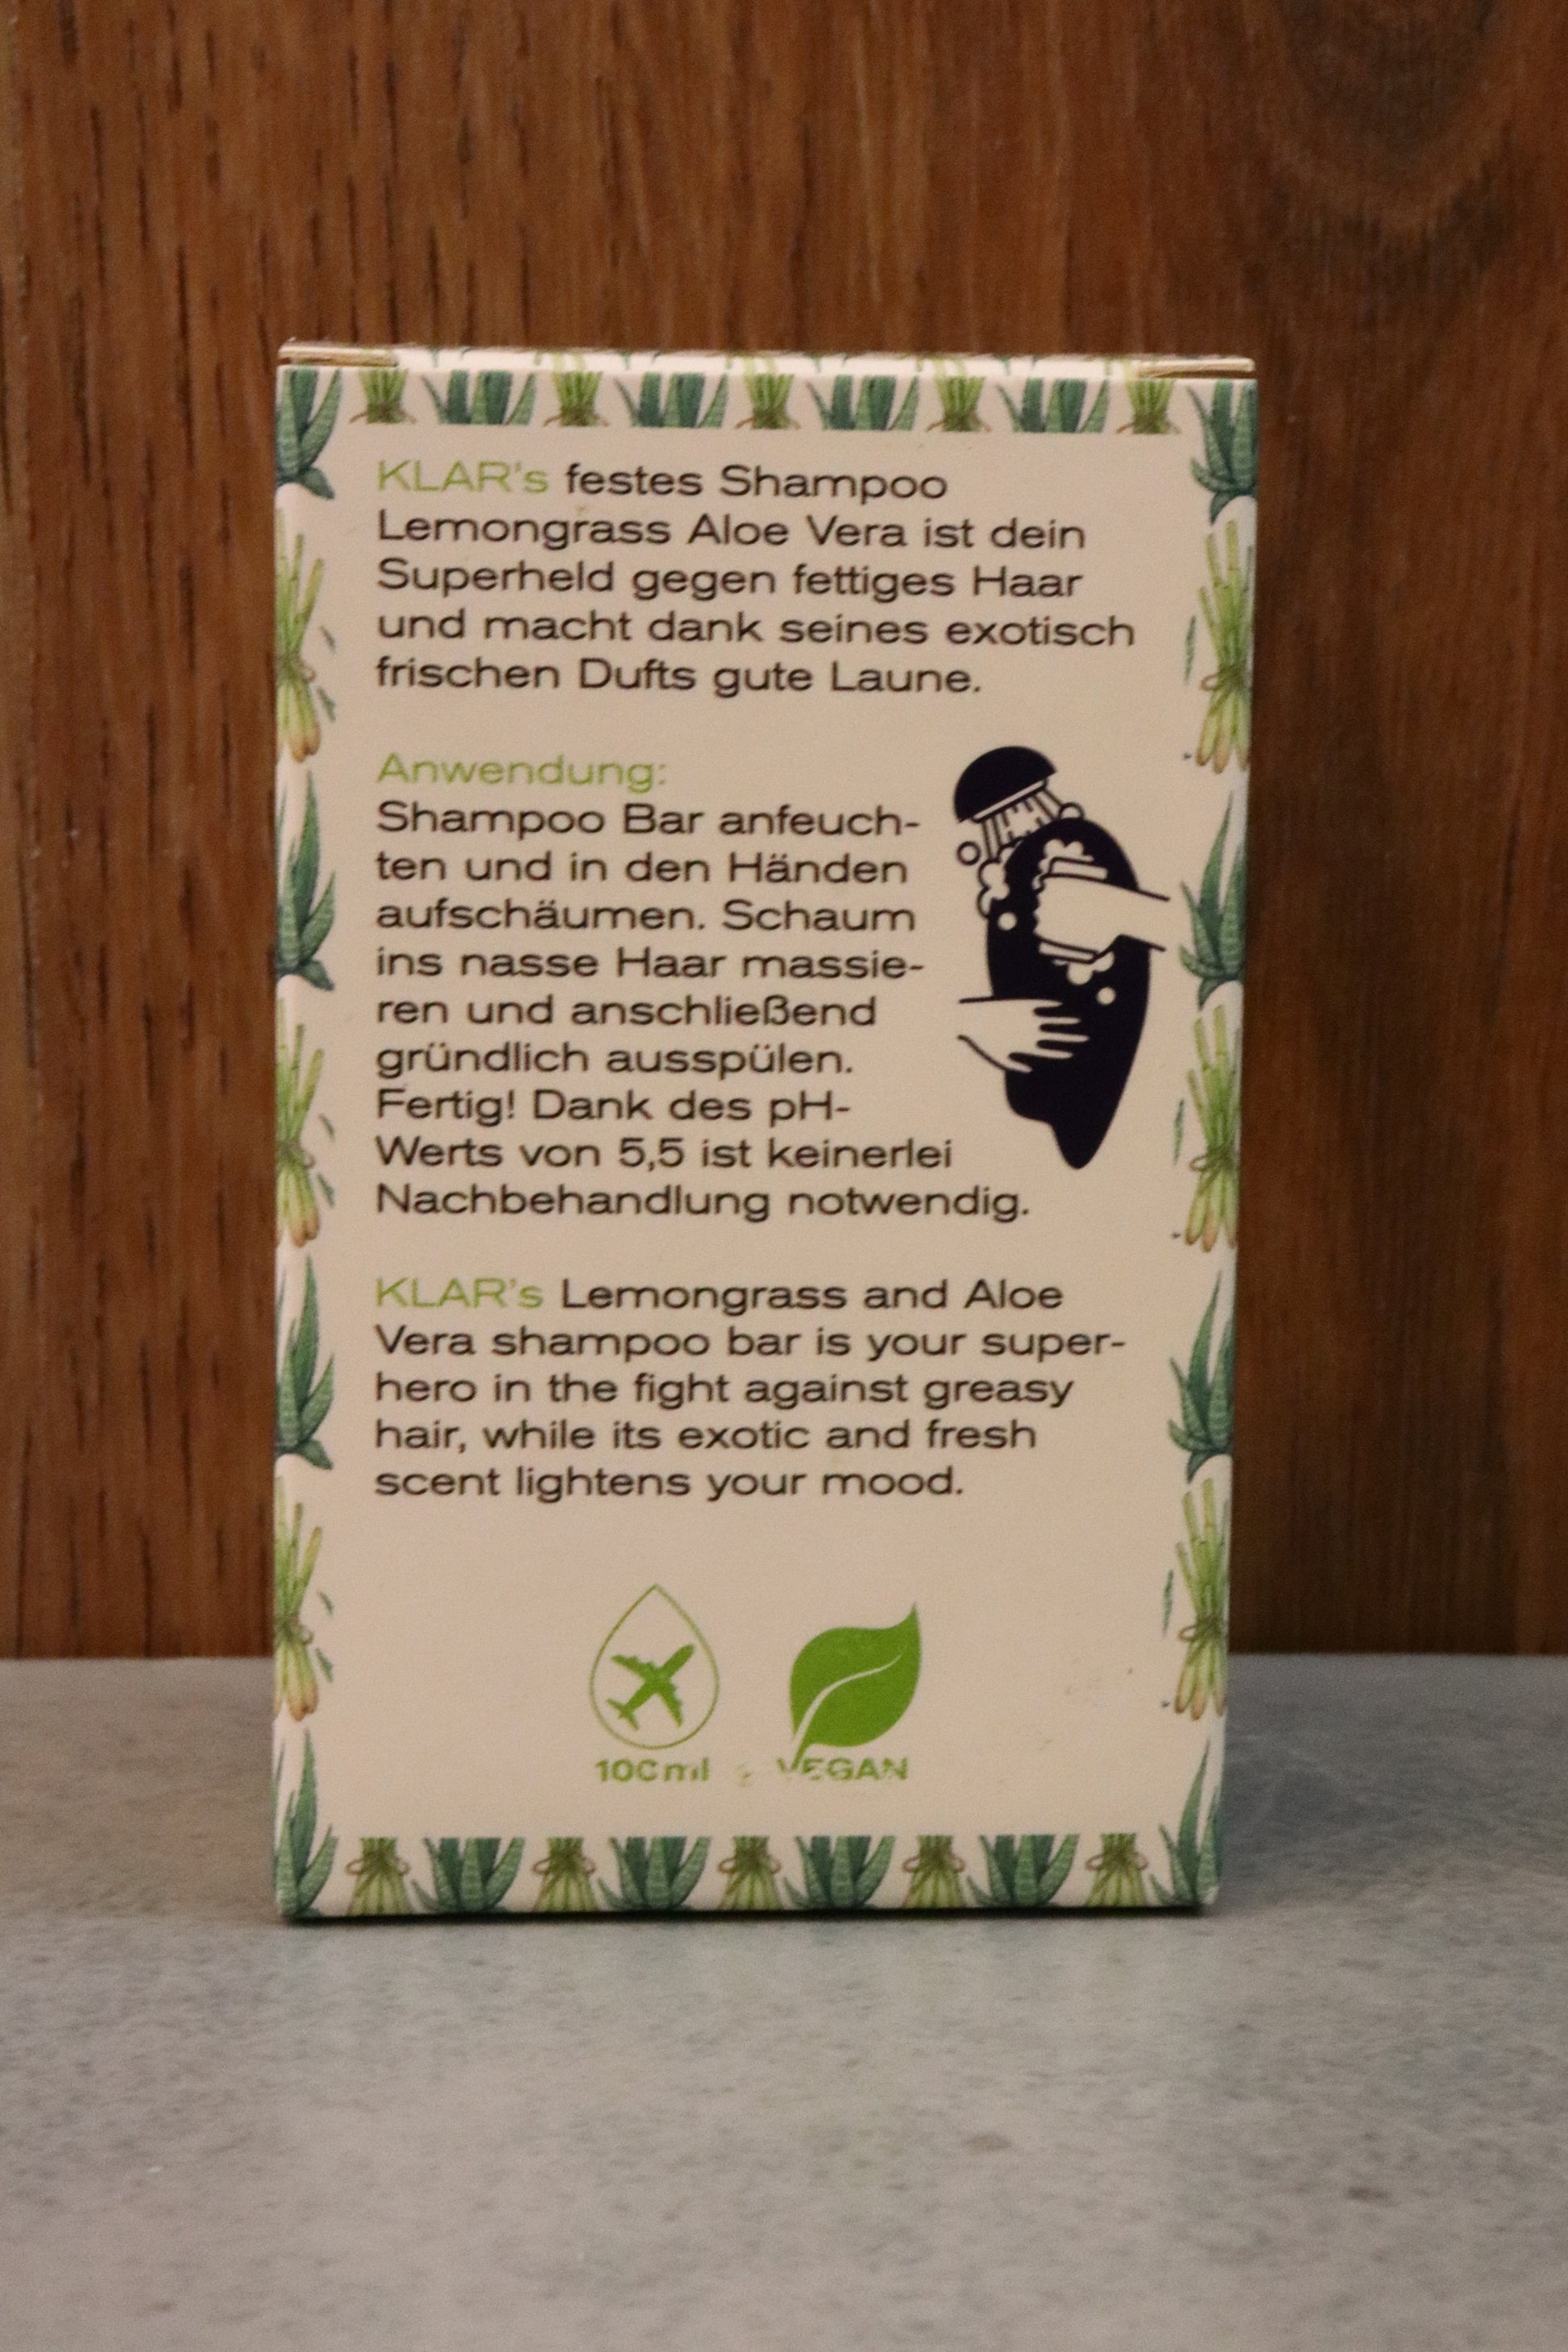 KLAR's festes Shampoo
Lemongrass Aloe Vera ist dein
Superheld gegen fettiges Haar
und macht dank seines exotisch
frischen Dufts gute Laune.
Anwendung:
Shampoo Bar anfeuch-
ten und in den Händen
aufschäumen. Schaum
ins nasse Haar massie-
ren und anschließend
gründlich ausspülen.
Fertig! Dank des pH-
Werts von 5,5 ist keinerlei
Nachbehandlung notwendig.
KLAR's Lemongrass and Aloe
Vera shampoo bar is your super-
hero in the fight against greasy
hair, while its exotic and fresh
scent lightens your mood.
100ml VEGAN